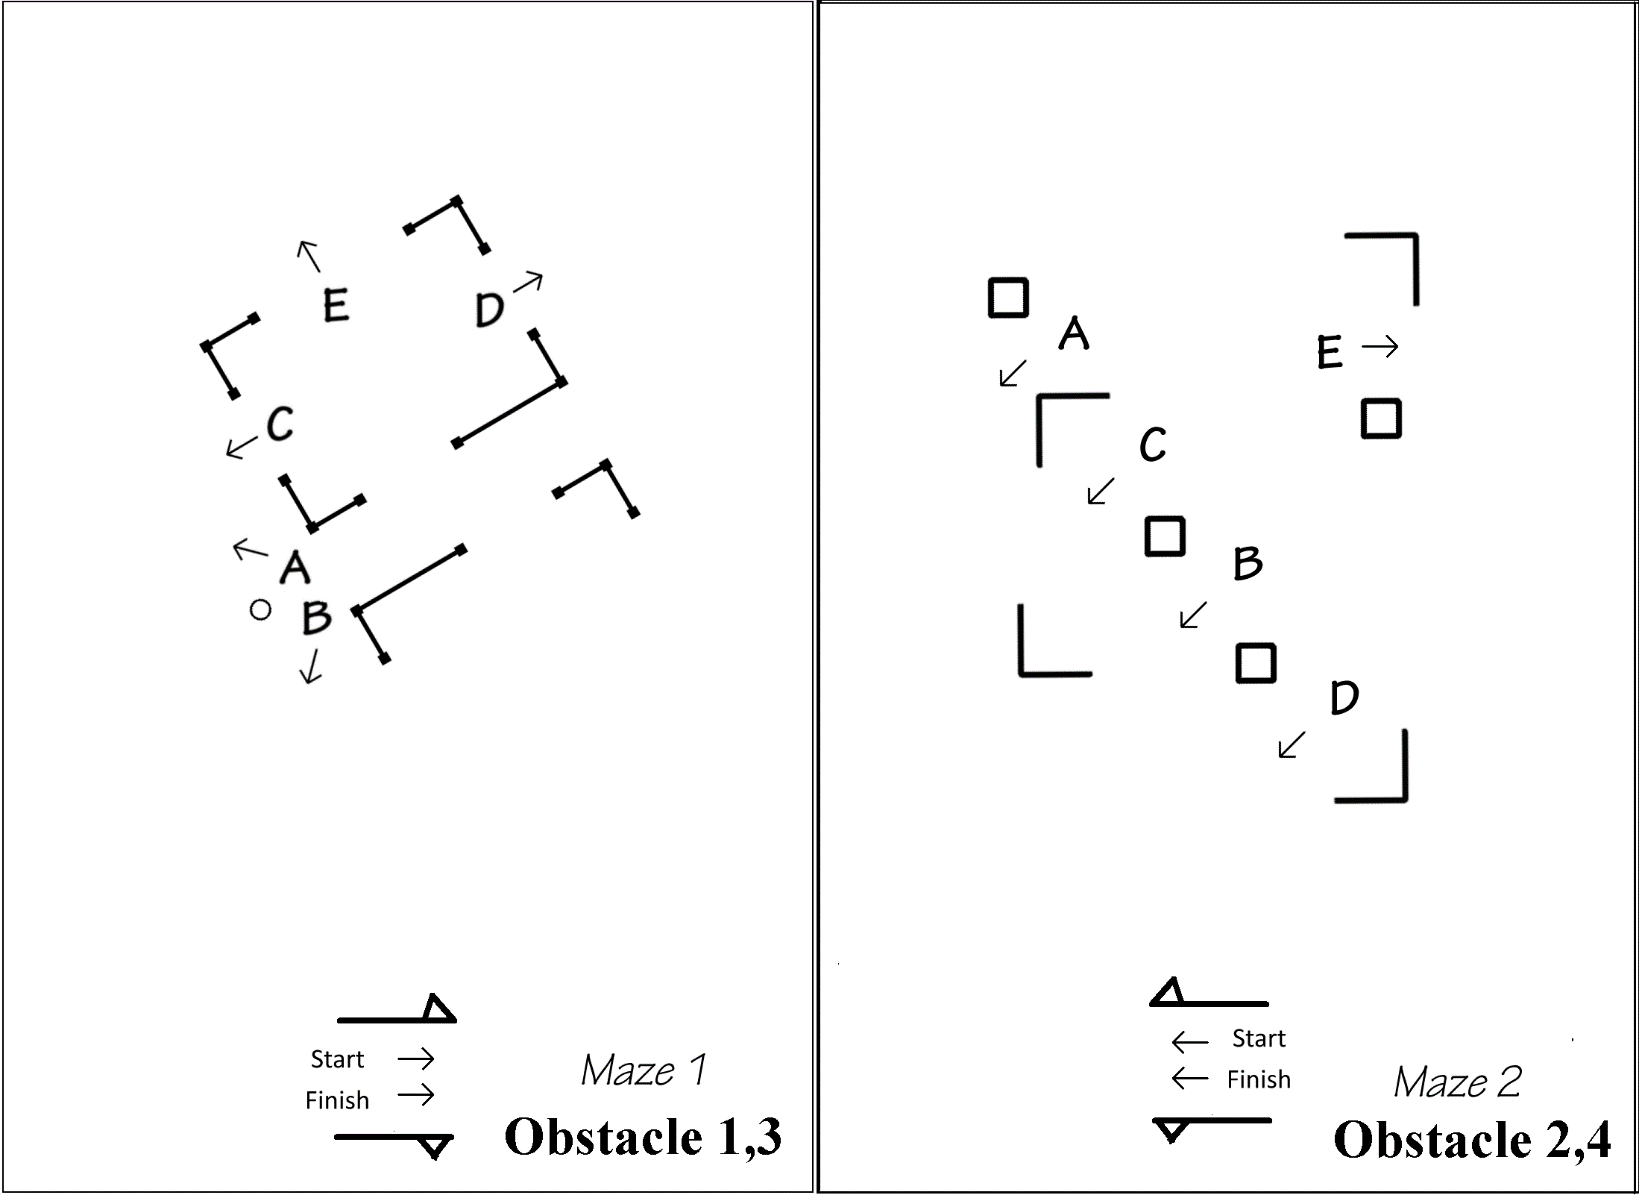 E
D
C
A
B
Start
Finish
Maze 1
Obstacle 1,3
A
E
C
B
D
Start
Finish
Maze 2
Obstacle 2,4